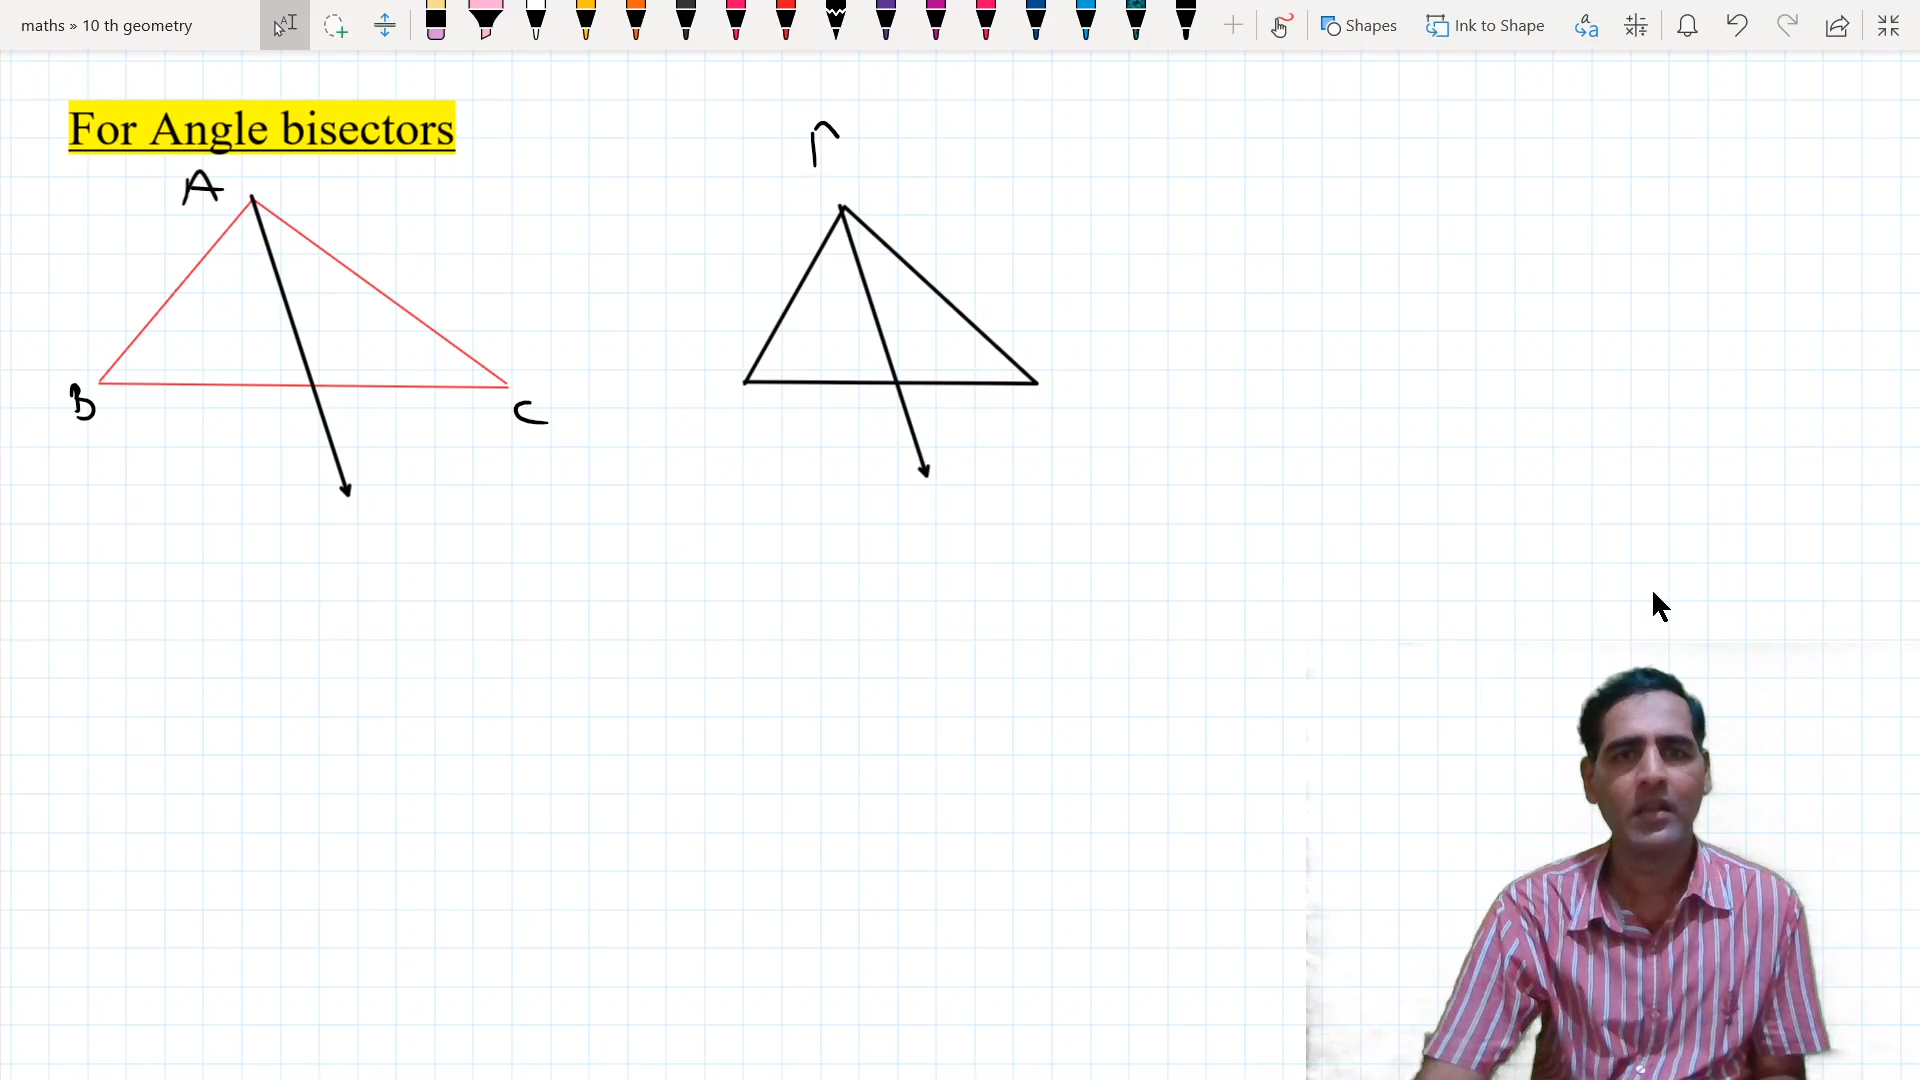 maths » 10 th geometry
Shapes
Ink to Shape
For Angle bisectors
A
B
C